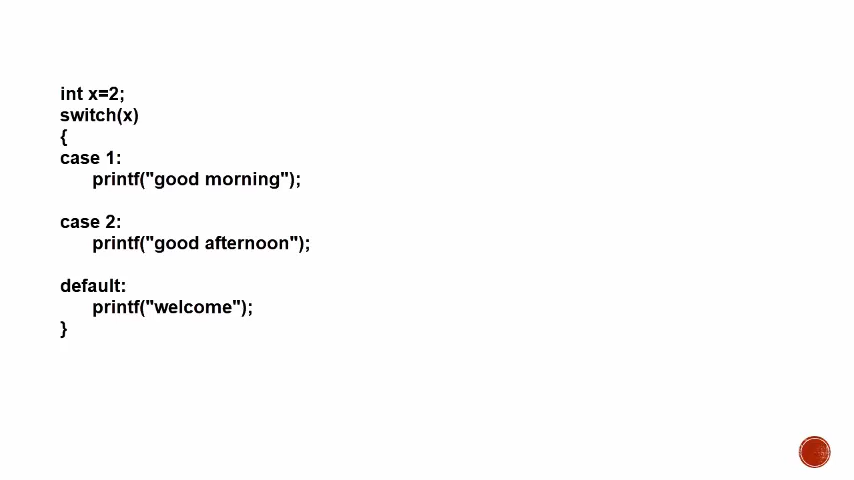 int x=2;
switch(x)
{
case 1:
printf("good morning");
case 2:
printf("good afternoon");
default:
printf("welcome");
}